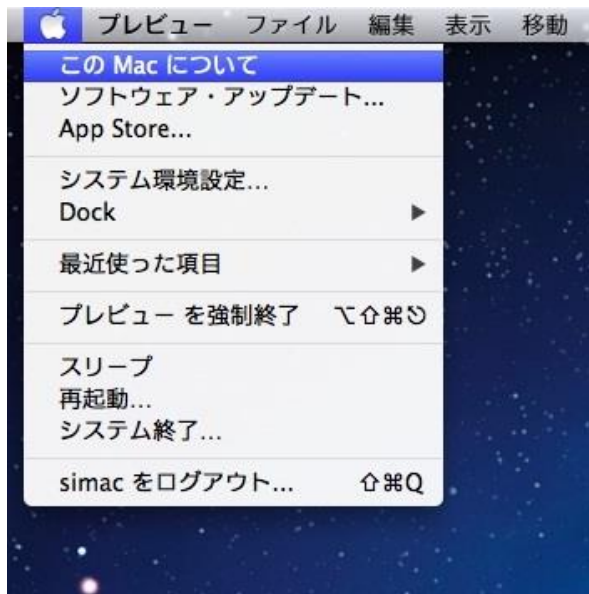 プレビュー ファイル 編集 表示 移動
この Mac について
ソフトウェア・アップデート...
App Store...
システム環境設定...
Dock ▶
最近使った項目 ▶
プレビュー を強制終了 ⌥⇧⌘⎋
スリープ
再起動...
システム終了...
simac をログアウト... ⇧⌘Q